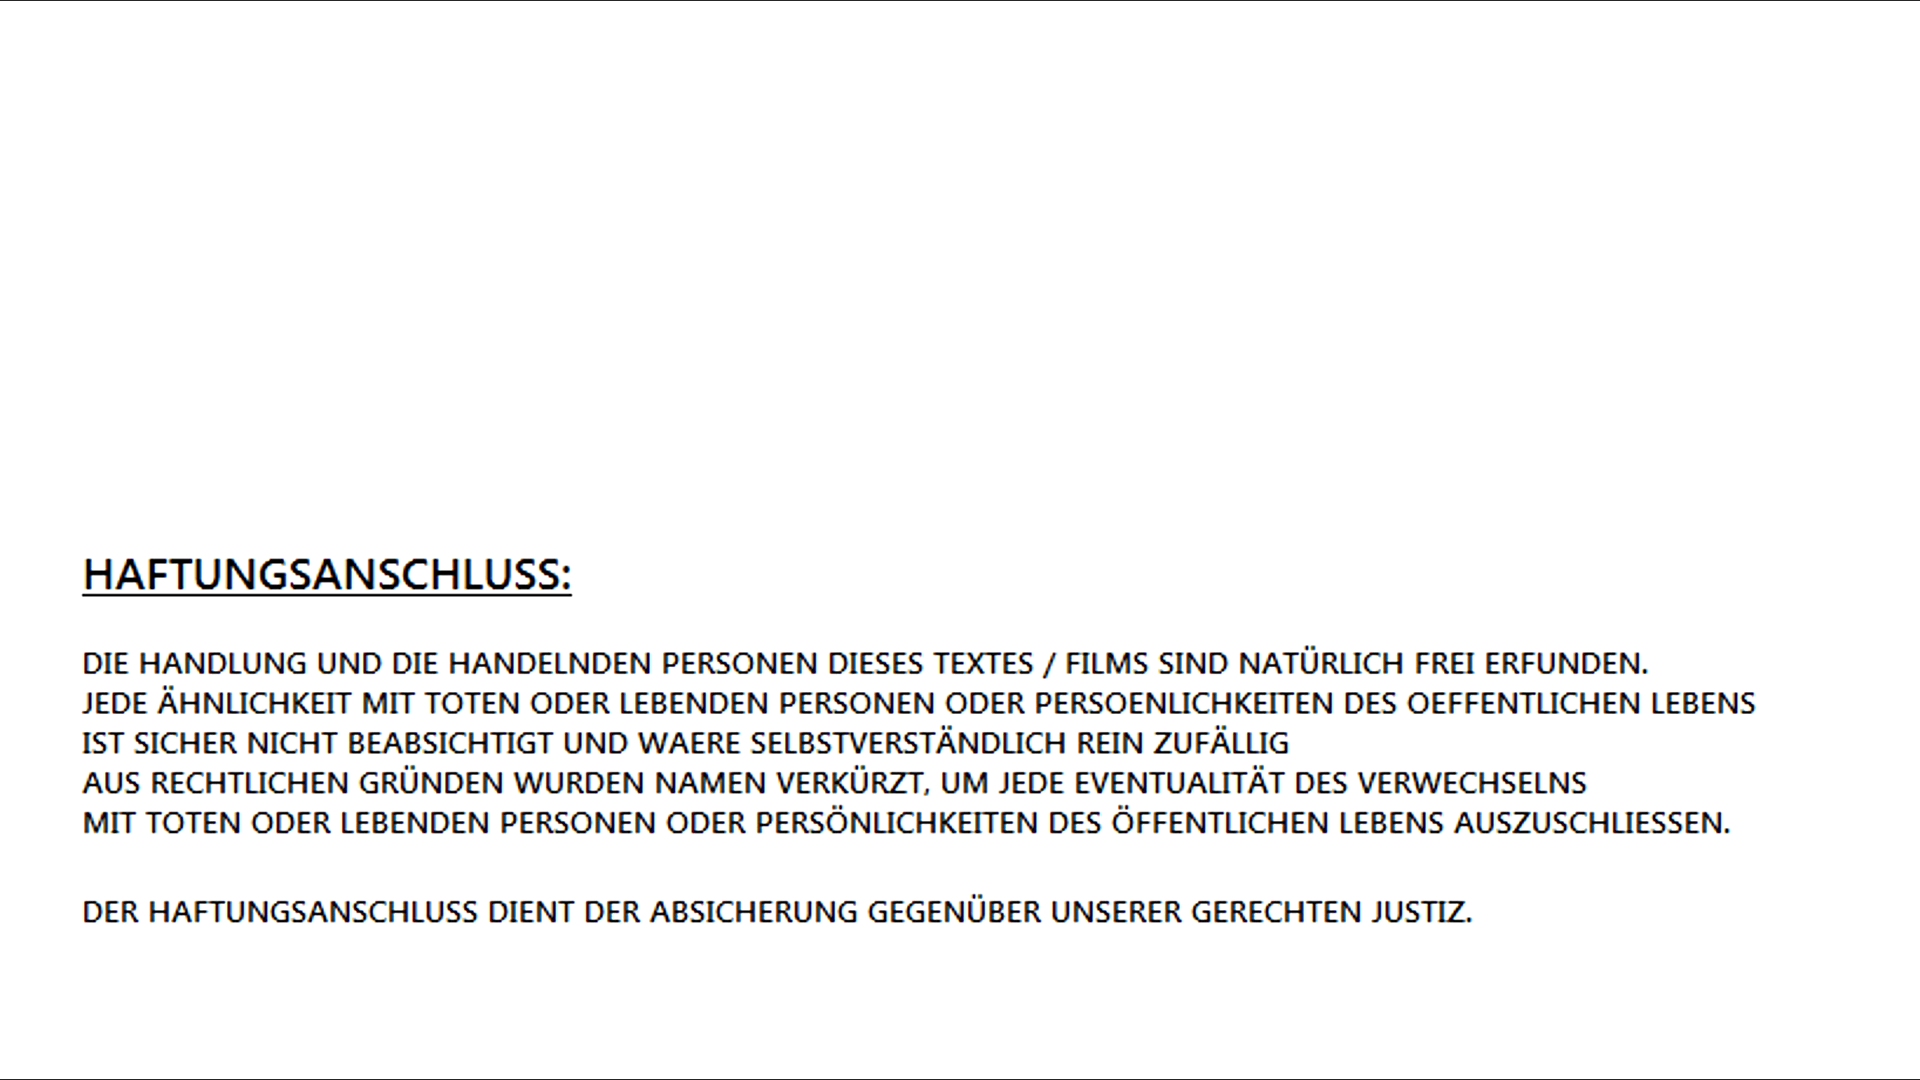 HAFTUNGSANSCHLUSS:
DIE HANDLUNG UND DIE HANDELNDEN PERSONEN DIESES TEXTES / FILMS SIND NATÜRLICH FREI ERFUNDEN.
JEDE ÄHNLICHKEIT MIT TOTEN ODER LEBENDEN PERSONEN ODER PERSOENLICHKEITEN DES OEFFENTLICHEN LEBENS
IST SICHER NICHT BEABSICHTIGT UND WAERE SELBSTVERSTÄNDLICH REIN ZUFÄLLIG
AUS RECHTLICHEN GRÜNDEN WURDEN NAMEN VERKÜRZT, UM JEDE EVENTUALITÄT DES VERWECHSELNS
MIT TOTEN ODER LEBENDEN PERSONEN ODER PERSÖNLICHKEITEN DES ÖFFENTLICHEN LEBENS AUSZUSCHLIESSEN.
DER HAFTUNGSANSCHLUSS DIENT DER ABSICHERUNG GEGENÜBER UNSERER GERECHTEN JUSTIZ.